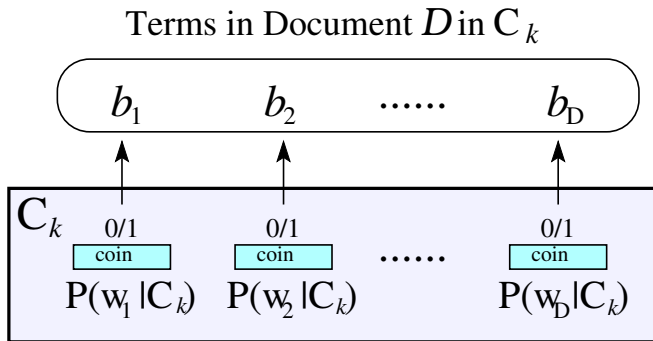 Terms in Document D in C_k
b_1 b_2 ...... b_D
C_k 0/1 0/1 0/1
coin coin ...... coin
P(w_1|C_k) P(w_2|C_k) P(w_D|C_k)